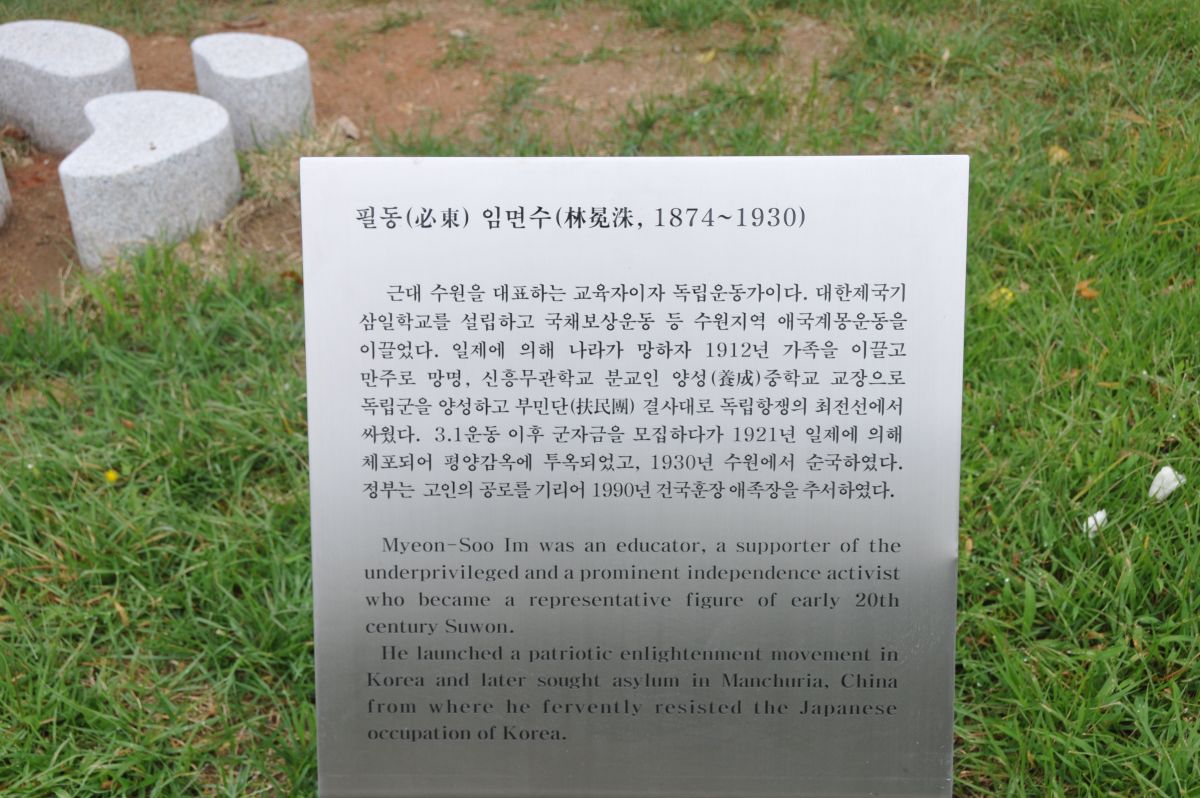 필동(必東) 임면수(林冕洙, 1874~1930)
근대 수원을 대표하는 교육자이자 독립운동가이다. 대한제국기
삼일학교를 설립하고 국채보상운동 등 수원지역 애국계몽운동을
이끌었다. 일제에 의해 나라가 망하자 1912년 가족을 이끌고
만주로 망명, 신흥무관학교 분교인 양성(養成)중학교 교장으로
독립군을 양성하고 부민단(扶民團) 결사대로 독립항쟁의 최전선에서
싸웠다. 3.1운동 이후 군자금을 모집하다가 1921년 일제에 의해
체포되어 평양감옥에 투옥되었고, 1930년 수원에서 순국하였다.
정부는 고인의 공로를 기리어 1990년 건국훈장 애족장을 추서하였다.
Myeon-Soo Im was an educator, a supporter of the
underprivileged and a prominent independence activist
who became a representative figure of early 20th
century Suwon.
He launched a patriotic enlightenment movement in
Korea and later sought asylum in Manchuria, China
from where he fervently resisted the Japanese
occupation of Korea.